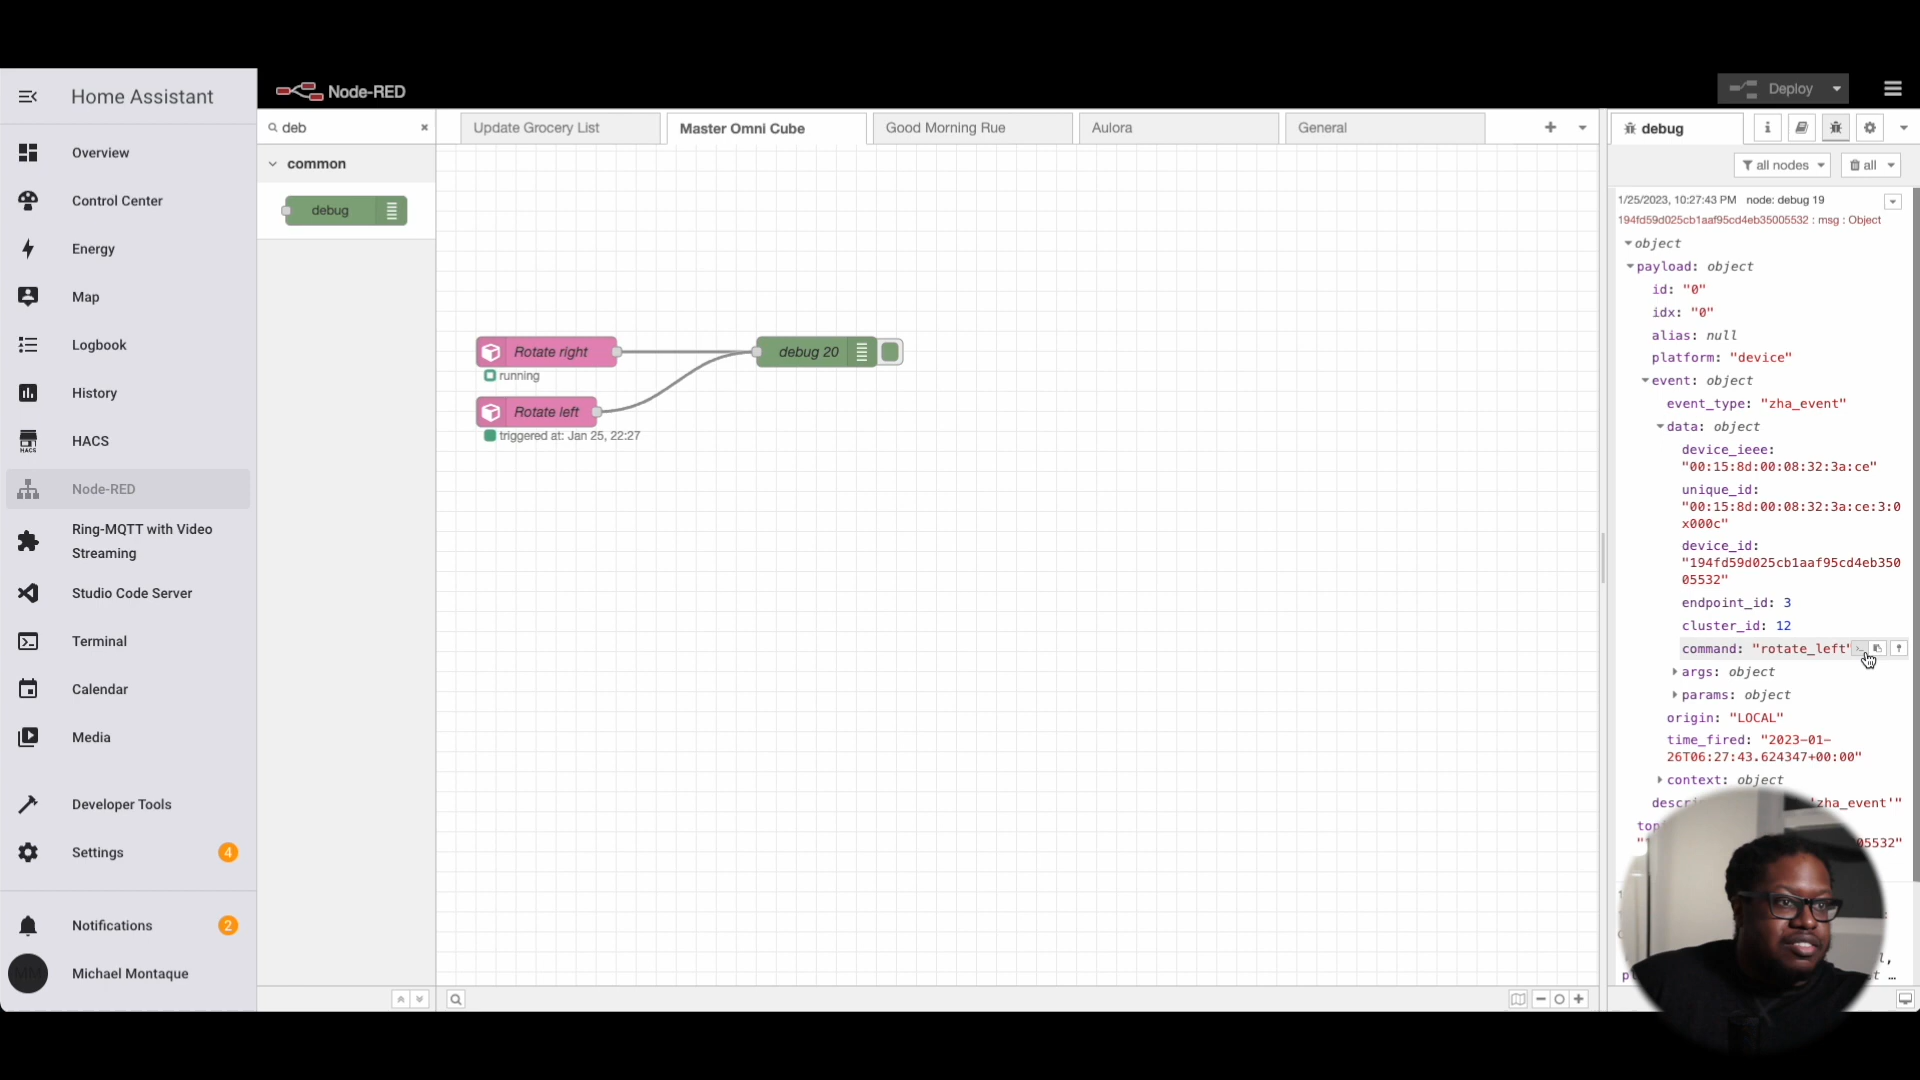 Home Assistant
Node-RED
Deploy
deb
Update Grocery List
Master Omni Cube
Good Morning Rue
Aulora
General
debug
all nodes
all
common
debug
Overview
Control Center
Energy
Map
Logbook
History
HACS
HACS
Node-RED
Ring-MQTT with Video
Streaming
Studio Code Server
Terminal
Calendar
Media
Developer Tools
Settings
4
Notifications
2
Michael Montaque
Rotate right
running
Rotate left
triggered at: Jan 25, 22:27
debug 20
1/25/2023, 10:27:43 PM node: debug 19
194fd59d025cb1aaf95cd4eb35005532 : msg : Object
object
payload: object
id: "0"
idx: "0"
alias: null
platform: "device"
event: object
event_type: "zha_event"
data: object
device_ieee:
"00:15:8d:00:08:32:3a:ce"
unique_id:
"00:15:8d:00:08:32:3a:ce:3:0
x000c"
device_id:
"194fd59d025cb1aaf95cd4eb350
05532"
endpoint_id: 3
cluster_id: 12
command: "rotate_left"
args: object
params: object
origin: "LOCAL"
time_fired: "2023-01-
26T06:27:43.624347+00:00"
context: object
'zha_event'"
05532"